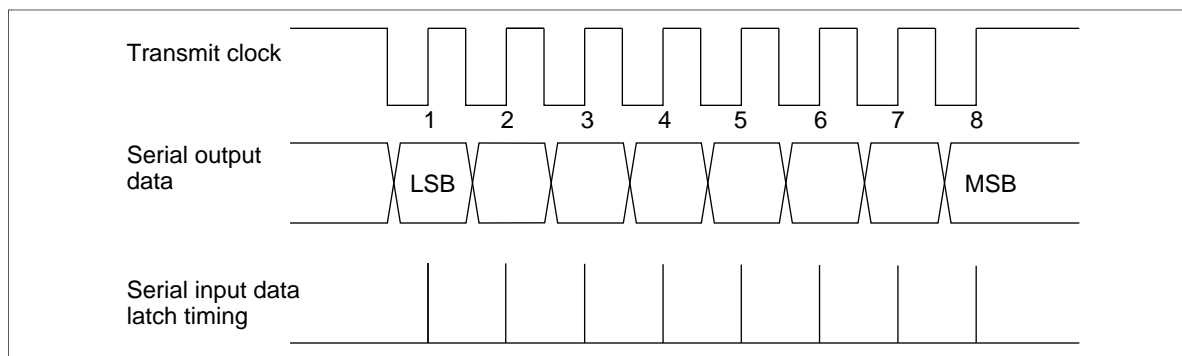 Transmit clock
1 2 3 4 5 6 7 8
Serial output
data
LSB
MSB
Serial input data
latch timing